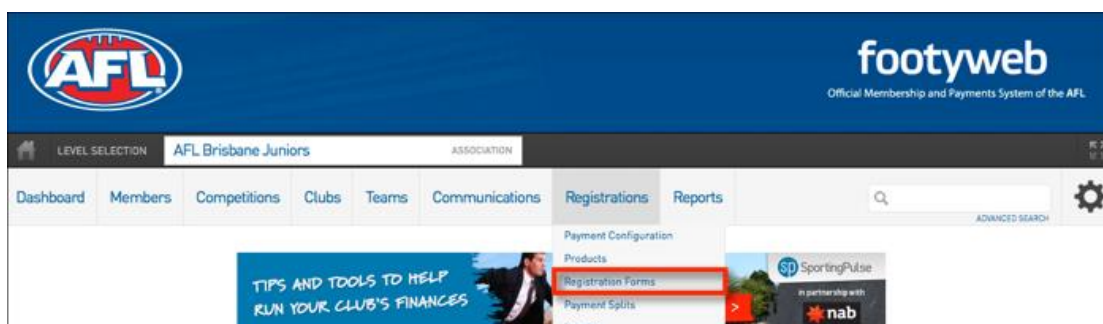 AFL
footyweb
Official Membership and Payments System of the AFL
LEVEL SELECTION AFL Brisbane Juniors ASSOCIATION
Dashboard Members Competitions Clubs Teams Communications Registrations Reports
ADVANCED SEARCH
Payment Configuration
Products
Registration Forms
Payment Splits
TIPS AND TOOLS TO HELP
RUN YOUR CLUB'S FINANCES
SP SportingPulse
in partnership with
nab
>